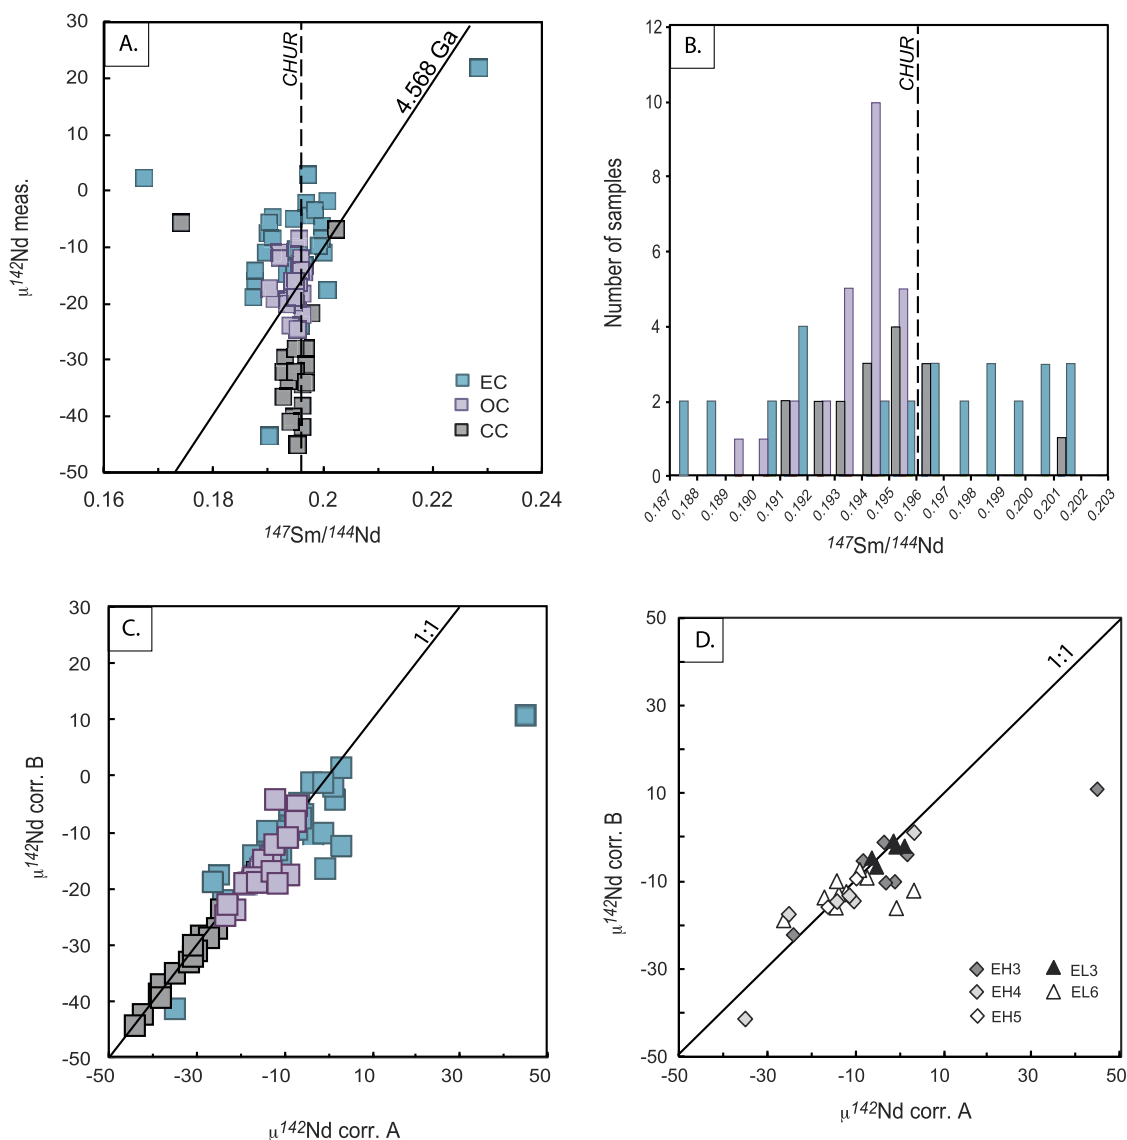 A.
CHUR
4.568 Ga
30
20
10
0
-10
-20
-30
-40
-50
μ142Nd meas.
EC
OC
CC
0.16
0.18
0.2
0.22
0.24
147Sm/144Nd
B.
CHUR
12
10
8
6
4
2
0
Number of samples
0.187
0.188
0.189
0.190
0.191
0.192
0.193
0.194
0.195
0.196
0.197
0.198
0.199
0.200
0.201
0.202
0.203
147Sm/144Nd
C.
1:1
30
20
10
0
-10
-20
-30
-40
-50
μ142Nd corr. B
-50
-30
-10
10
30
50
μ142Nd corr. A
D.
1:1
50
30
10
-10
-30
-50
μ142Nd corr. B
EH3
EL3
EH4
EL6
EH5
-50
-30
-10
10
30
50
μ142Nd corr. A